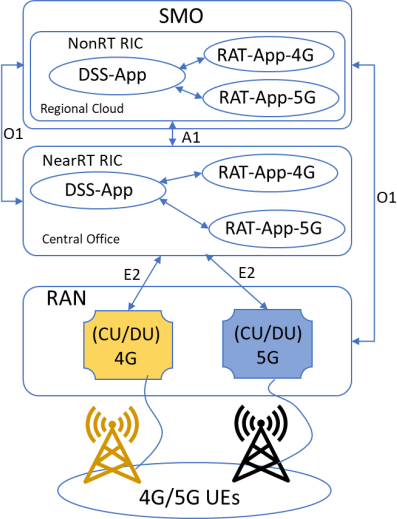 SMO
NonRT RIC
DSS-App
RAT-App-4G
RAT-App-5G
Regional Cloud
O1
A1
NearRT RIC
DSS-App
RAT-App-4G
RAT-App-5G
O1
Central Office
E2
E2
RAN
(CU/DU)
4G
(CU/DU)
5G
4G/5G UEs